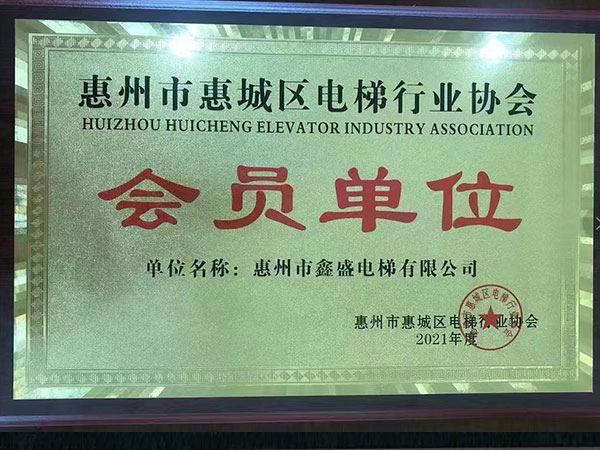 惠州市惠城区电梯行业协会
HUIZHOU HUICHENG ELEVATOR INDUSTRY ASSOCIATION
会员单位
单位名称：惠州市鑫盛电梯有限公司
惠州市惠城区电梯行业协会
2021年度